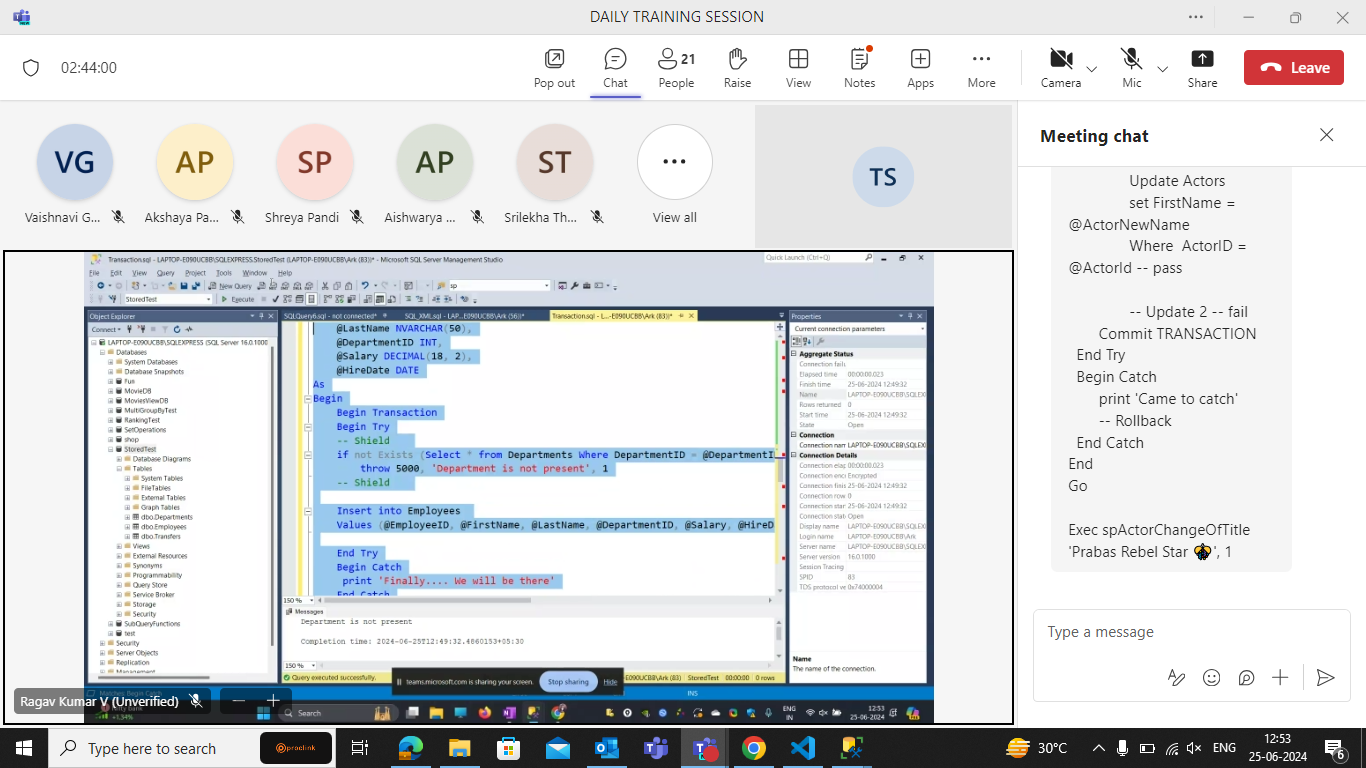 DAILY TRAINING SESSION
02:44:00
Pop out
Chat
People
21
Raise
View
Notes
Apps
More
Camera
Mic
Share
Leave
VG
AP
SP
AP
ST
Vaishnavi G...
Akshaya Pa...
Shreya Pandi
Aishwarya ...
Srilekha Th...
View all
TS
Transaction.sql - LAPTOP-E090UCBB\SQLEXPRESS.StoredTest (LAPTOP-E090UCBB\Ark (83))* - Microsoft SQL Server Management Studio
Quick Launch (Ctrl+Q)
File Edit View Query Project Tools Window Help
New Query
sp
StoredTest
Execute
Object Explorer
Connect
LAPTOP-E090UCBB\SQLEXPRESS (SQL Server 16.0.1000
Databases
System Databases
Database Snapshots
Fun
MovieDB
MoviesViewDB
MultiGroupByTest
RankingTest
SetOperations
shop
StoredTest
Database Diagrams
Tables
System Tables
FileTables
External Tables
Graph Tables
dbo.Departments
dbo.Employees
dbo.Transfers
Views
External Resources
Synonyms
Programmability
Query Store
Service Broker
Storage
Security
SubQueryFunctions
test
Security
Server Objects
Replication
Management
SQLQuery6.sql - not connected*
SQL_XML.sql - LAP...E090UCBB\Ark (56))*
Transaction.sql - L...-E090UCBB\Ark (83))*
@LastName NVARCHAR(50),
@DepartmentID INT,
@Salary DECIMAL(18, 2),
@HireDate DATE
As
Begin
Begin Transaction
Begin Try
-- Shield
if not Exists (Select * from Departments Where DepartmentID = @DepartmentI
throw 5000, 'Department is not present', 1
-- Shield
Insert into Employees
Values (@EmployeeID, @FirstName, @LastName, @DepartmentID, @Salary, @HireD
End Try
Begin Catch
print 'Finally.... We will be there'
End Catch
150 %
Messages
Department is not present
Completion time: 2024-06-25T12:49:32.4860153+05:30
150 %
Query executed successfully.
E090UCBB\Ark (83)
StoredTest
00:00:00
0 rows
Properties
Current connection parameters
Aggregate Status
Connection failu
Elapsed time 00:00:00.023
Finish time 25-06-2024 12:49:32
Name LAPTOP-E090UCBB\SQLEX
Rows returned 0
Start time 25-06-2024 12:49:32
State Open
Connection
Connection nam LAPTOP-E090UCBB\SQLEX
Connection Details
Connection elap 00:00:00.023
Connection encr Encrypted
Connection finis 25-06-2024 12:49:32
Connection row 0
Connection start 25-06-2024 12:49:32
Connection stat Open
Display name LAPTOP-E090UCBB\SQLEX
Login name LAPTOP-E090UCBB\Ark
Server name LAPTOP-E090UCBB\SQLEX
Server version 16.0.1000
Session Tracing
SPID 83
TDS protocol ve 0x74000004
Name
The name of the connection.
teams.microsoft.com is sharing your screen.
Stop sharing
Hide
INS
Ragav Kumar V (Unverified)
+1.34%
Search
ENG
IN
12:53
25-06-2024
Meeting chat
Update Actors
set FirstName =
@ActorNewName
Where ActorID =
@ActorId -- pass
-- Update 2 -- fail
Commit TRANSACTION
End Try
Begin Catch
print 'Came to catch'
-- Rollback
End Catch
End
Go
Exec spActorChangeOfTitle
'Prabas Rebel Star ', 1
Type a message
Type here to search
proclink
30°C
ENG
12:53
25-06-2024
6